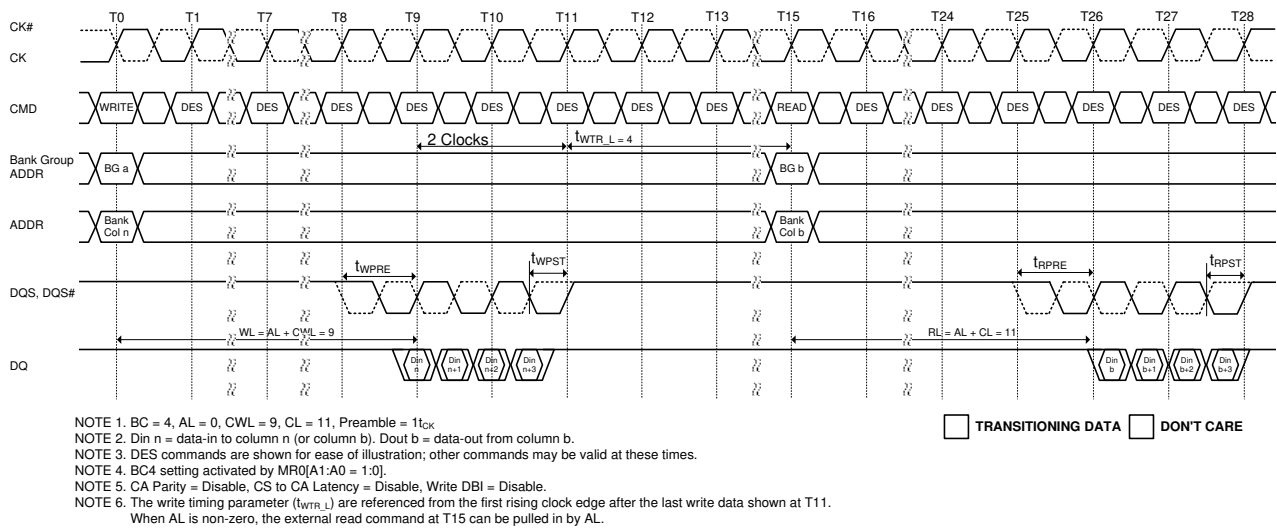 CK#
T0 T1 T7 T8 T9 T10 T11 T12 T13 T15 T16 T24 T25 T26 T27 T28
CK
CMD WRITE DES DES DES DES DES DES DES DES READ DES DES DES DES DES DES
2 Clocks tWTR_L = 4
Bank Group
ADDR
BG a BG b
ADDR
Bank Bank
Col n Col b
tWPRE tWPST tRPRE tRPST
DQS, DQS#
WL = AL + CWL = 9 RL = AL + CL = 11
DQ
Din Din Din Din Din Din Din Din
n n+1 n+2 n+3 b b+1 b+2 b+3
NOTE 1. BC = 4, AL = 0, CWL = 9, CL = 11, Preamble = 1tCK
NOTE 2. Din n = data-in to column n (or column b). Dout b = data-out from column b.
NOTE 3. DES commands are shown for ease of illustration; other commands may be valid at these times.
NOTE 4. BC4 setting activated by MR0[A1:A0 = 1:0].
NOTE 5. CA Parity = Disable, CS to CA Latency = Disable, Write DBI = Disable.
NOTE 6. The write timing parameter (tWTR_L) are referenced from the first rising clock edge after the last write data shown at T11.
When AL is non-zero, the external read command at T15 can be pulled in by AL.
TRANSITIONING DATA DON'T CARE